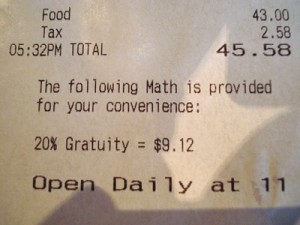 Food 43.00
Tax 2.58
05:32PM TOTAL 45.58
The following Math is provided
for your convenience:
20% Gratuity = $9.12
Open Daily at 11